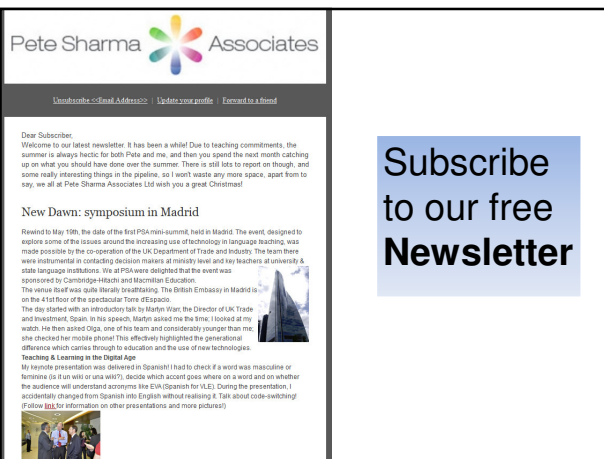 Pete Sharma Associates
Unsubscribe <<Email Address>> | Update your profile | Forward to a friend
Dear Subscriber,
Welcome to our latest newsletter. It has been a while! Due to teaching commitments, the
summer is always hectic for both Pete and me, and then you spend the next month catching
up on what you should have done over the summer. There is still lots to report on though, and
some really interesting things in the pipeline, so I won't waste any more space, apart from to
say, we all at Pete Sharma Associates Ltd wish you a great Christmas!
New Dawn: symposium in Madrid
Rewind to May 19th, the date of the first PSA mini-summit, held in Madrid. The event, designed to
explore some of the issues around the increasing use of technology in language teaching, was
made possible by the co-operation of the UK Department of Trade and Industry. The team there
were instrumental in contacting decision makers at ministry level and key teachers at university &
state language institutions. We at PSA were delighted that the event was
sponsored by Cambridge-Hitachi and Macmillan Education.
The venue itself was quite literally breathtaking. The British Embassy in Madrid is
on the 41st floor of the spectacular Torre d'Espacio.
The day started with an introductory talk by Martyn Warr, the Director of UK Trade
and Investment, Spain. In his speech, Martyn asked me the time; I looked at my
watch. He then asked Olga, one of his team and considerably younger than me;
she checked her mobile phone! This effectively highlighted the generational
difference which carries through to education and the use of new technologies.
Teaching & Learning in the Digital Age
My keynote presentation was delivered in Spanish! I had to check if a word was masculine or
feminine (is it un wiki or una wiki?), decide which accent goes where on a word and on whether
the audience will understand acronyms like EVA (Spanish for VLE). During the presentation, I
accidentally changed from Spanish into English without realising it. Talk about code-switching!
(Follow link for information on other presentations and more pictures!)
Subscribe
to our free
Newsletter